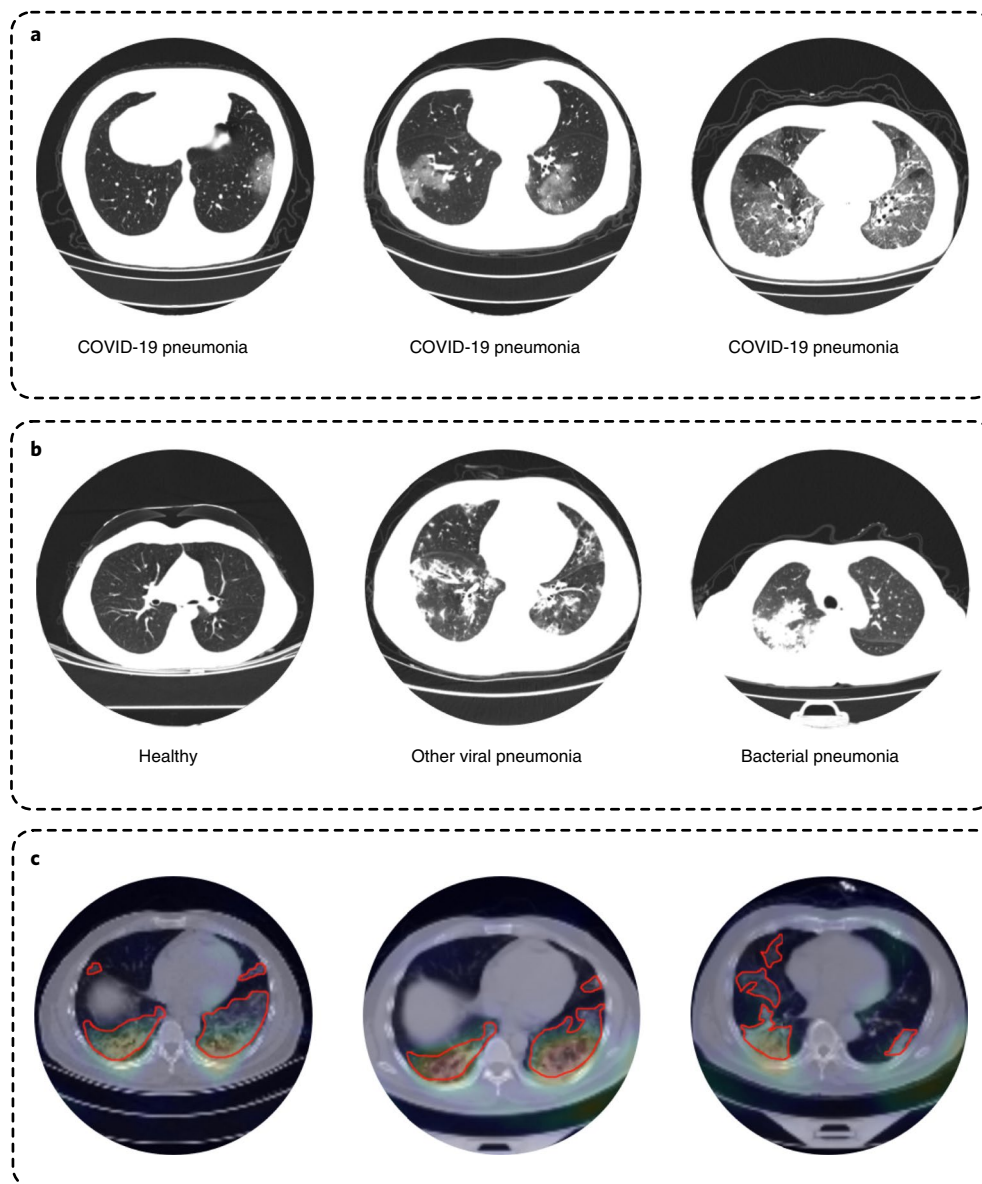 a
COVID-19 pneumonia
COVID-19 pneumonia
COVID-19 pneumonia
b
Healthy
Other viral pneumonia
Bacterial pneumonia
c